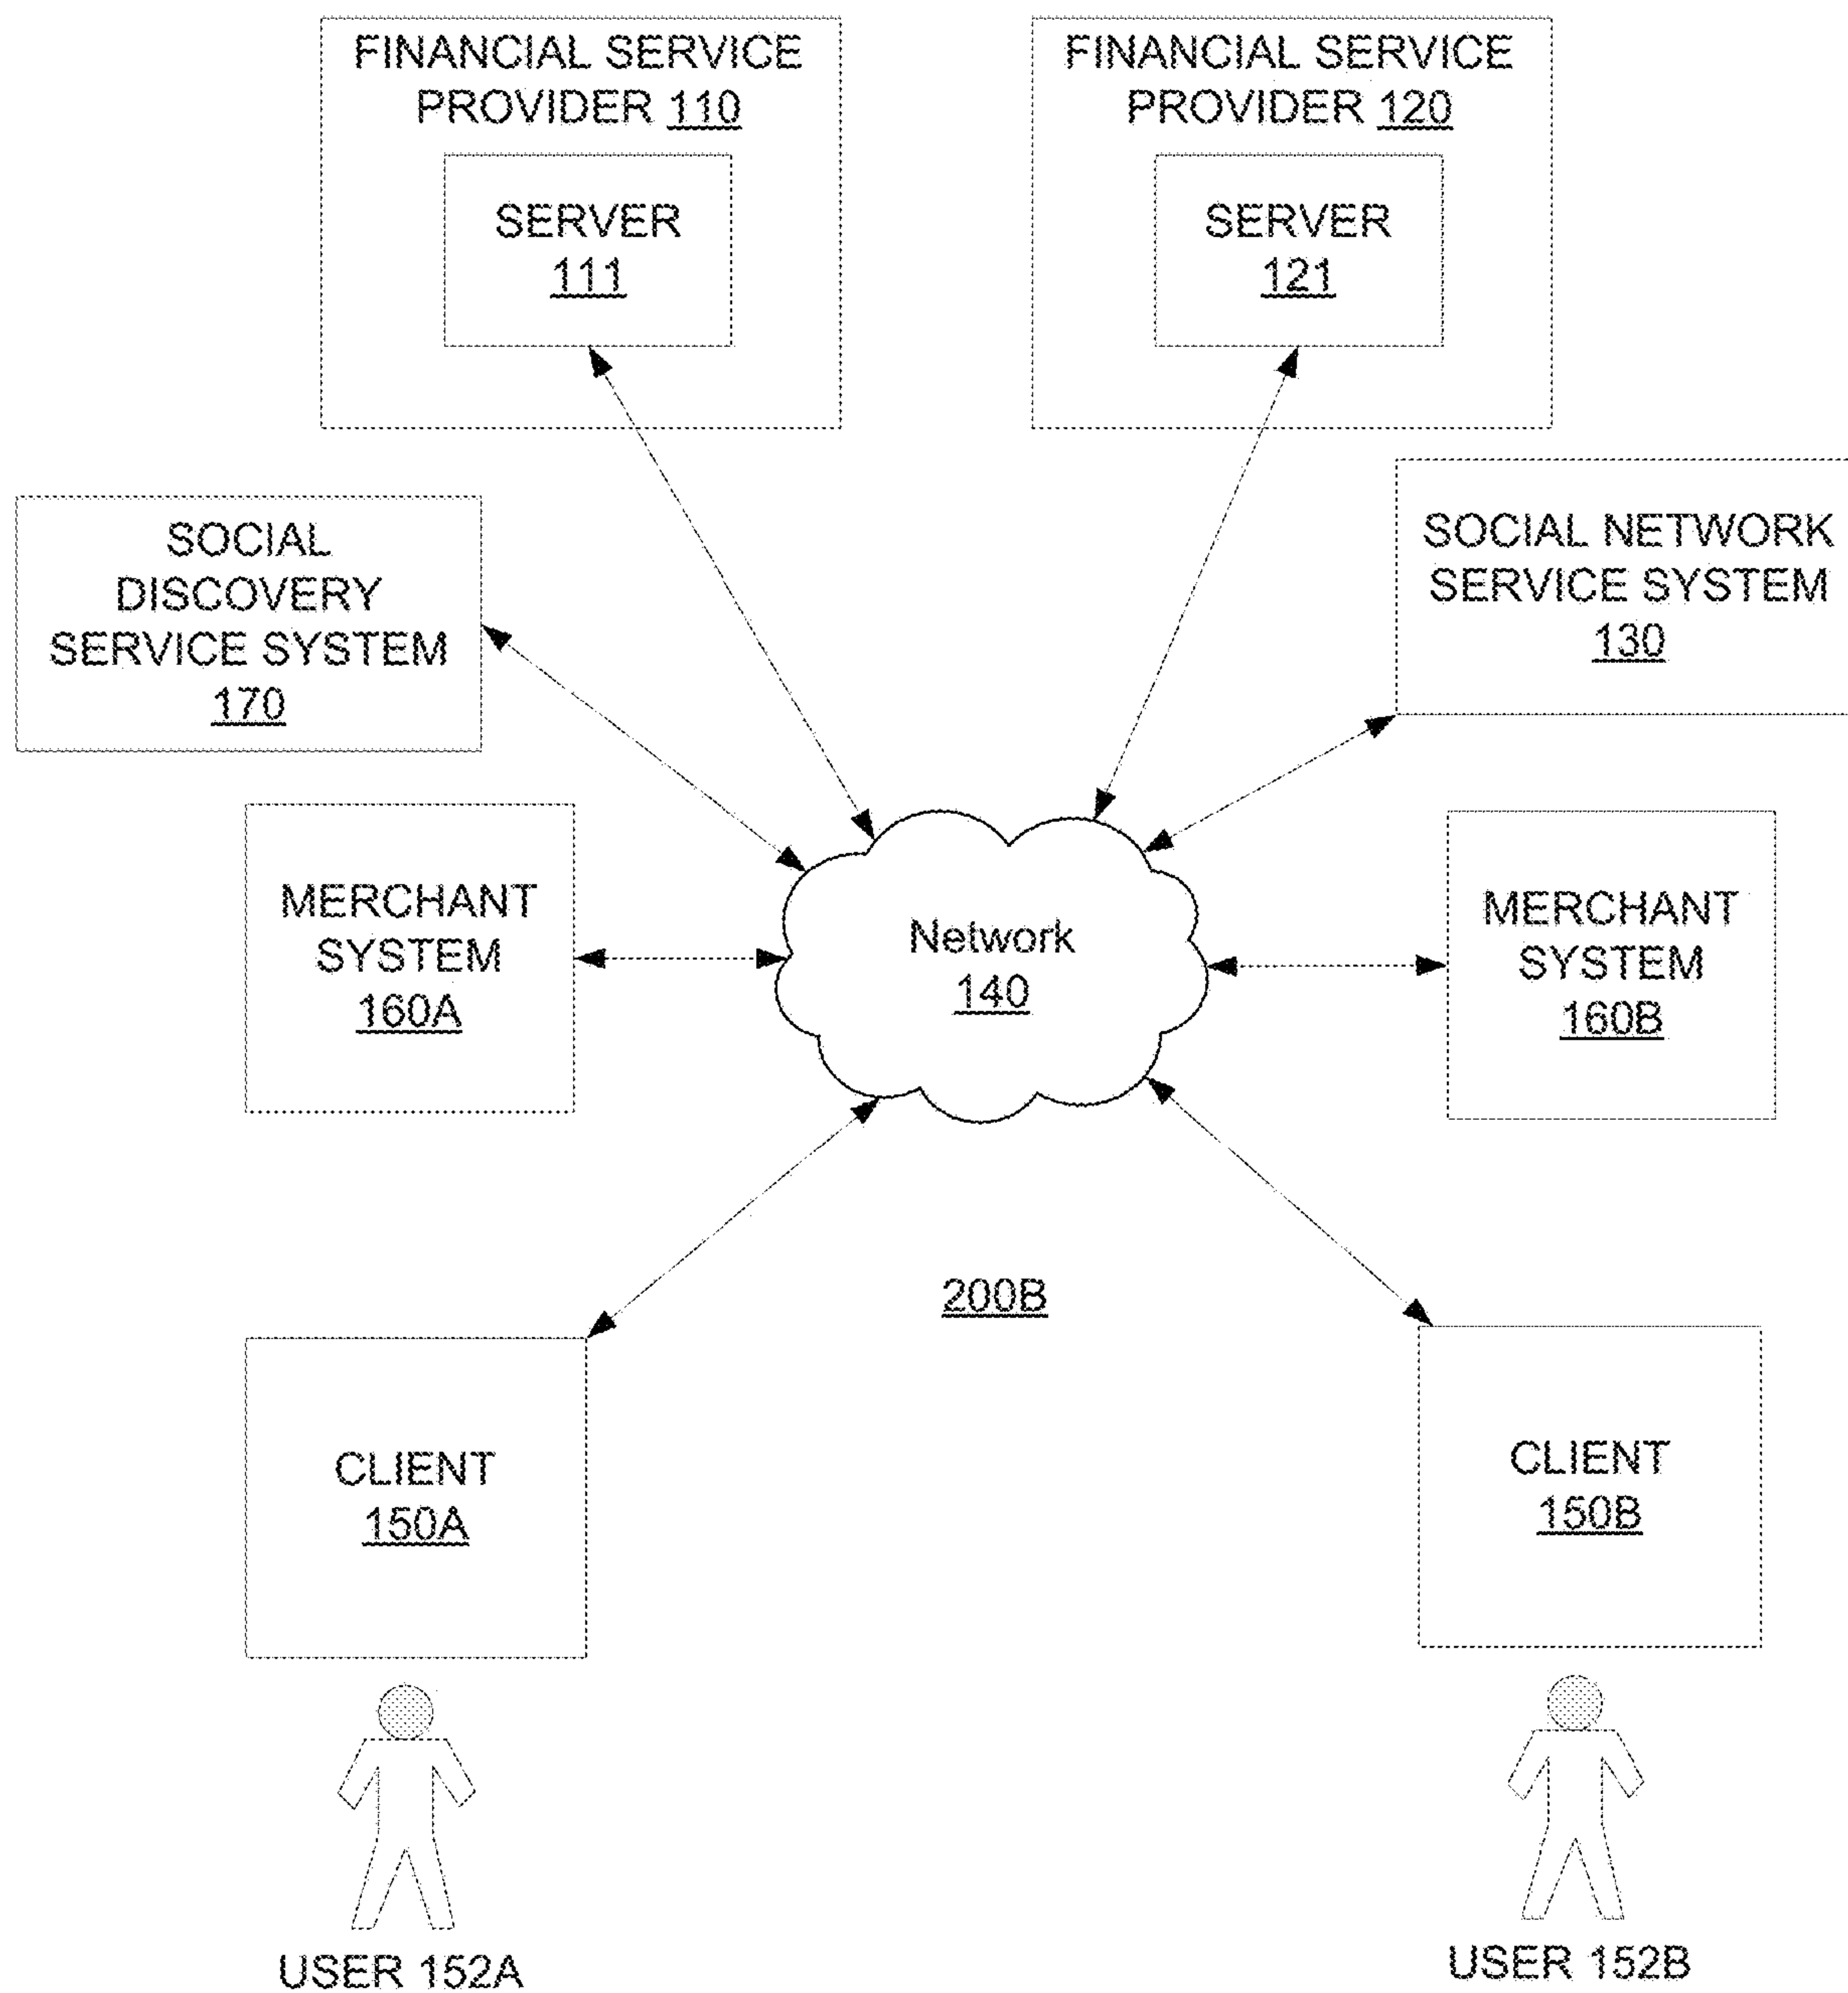 FINANCIAL SERVICE
PROVIDER 110
SERVER
111
FINANCIAL SERVICE
PROVIDER 120
SERVER
121
SOCIAL
DISCOVERY
SERVICE SYSTEM
170
SOCIAL NETWORK
SERVICE SYSTEM
130
MERCHANT
SYSTEM
160A
Network
140
MERCHANT
SYSTEM
160B
200B
CLIENT
150A
CLIENT
150B
USER 152A
USER 152B